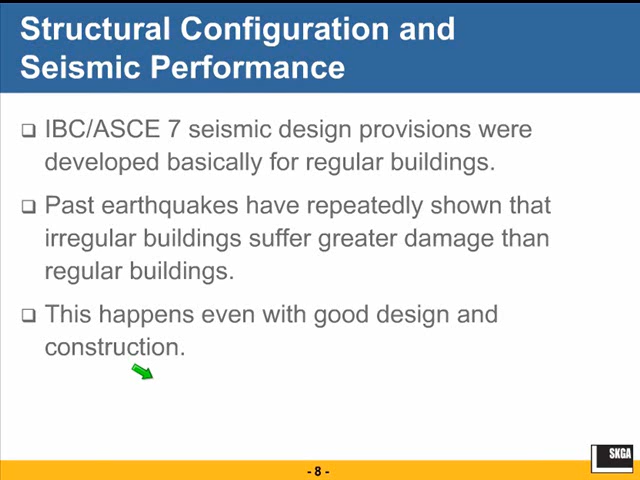 Structural Configuration and
Seismic Performance
IBC/ASCE 7 seismic design provisions were
developed basically for regular buildings.
Past earthquakes have repeatedly shown that
irregular buildings suffer greater damage than
regular buildings.
This happens even with good design and
construction.
- 8 -
SKGA